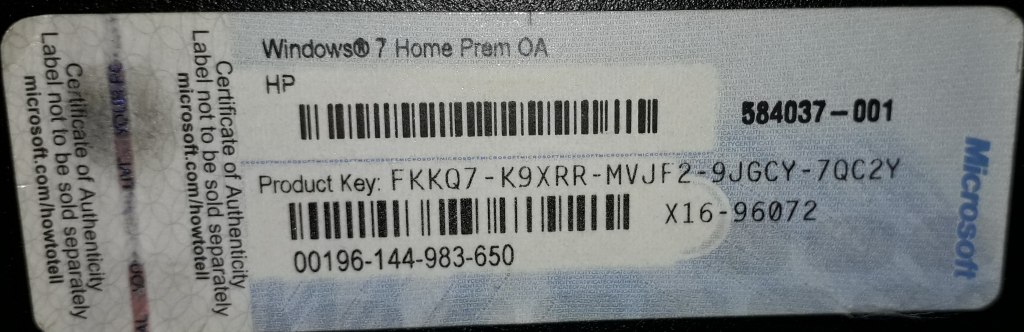 Windows® 7 Home Prem OA
HP
584037-001
Product Key: FKKQ7-K9XRR-MVJF2-9JGCY-7QC2Y
X16-96072
00196-144-983-650
Microsoft
Certificate of Authenticity
Label not to be sold separately
microsoft.com/howtotell
Certificate of Authenticity
Label not to be sold separately
microsoft.com/howtotell